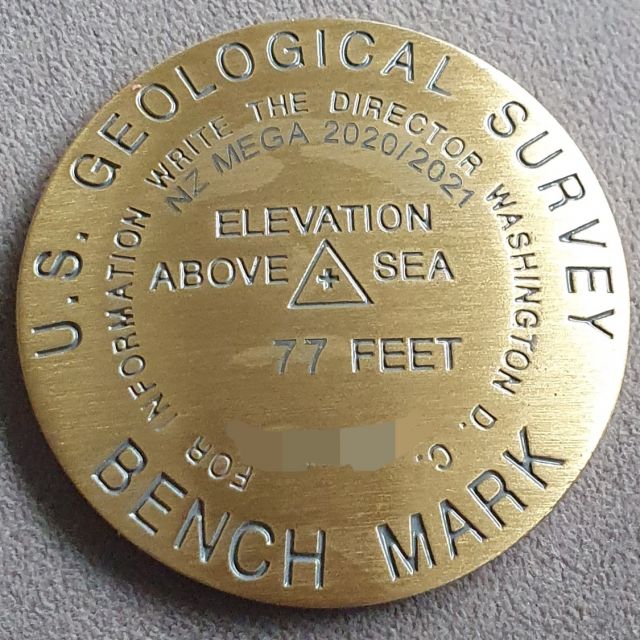 U.S. GEOLOGICAL SURVEY
FOR INFORMATION WRITE THE DIRECTOR WASHINGTON D. C.
NZ MEGA 2020/2021
ELEVATION
ABOVE SEA
77 FEET
BENCH MARK